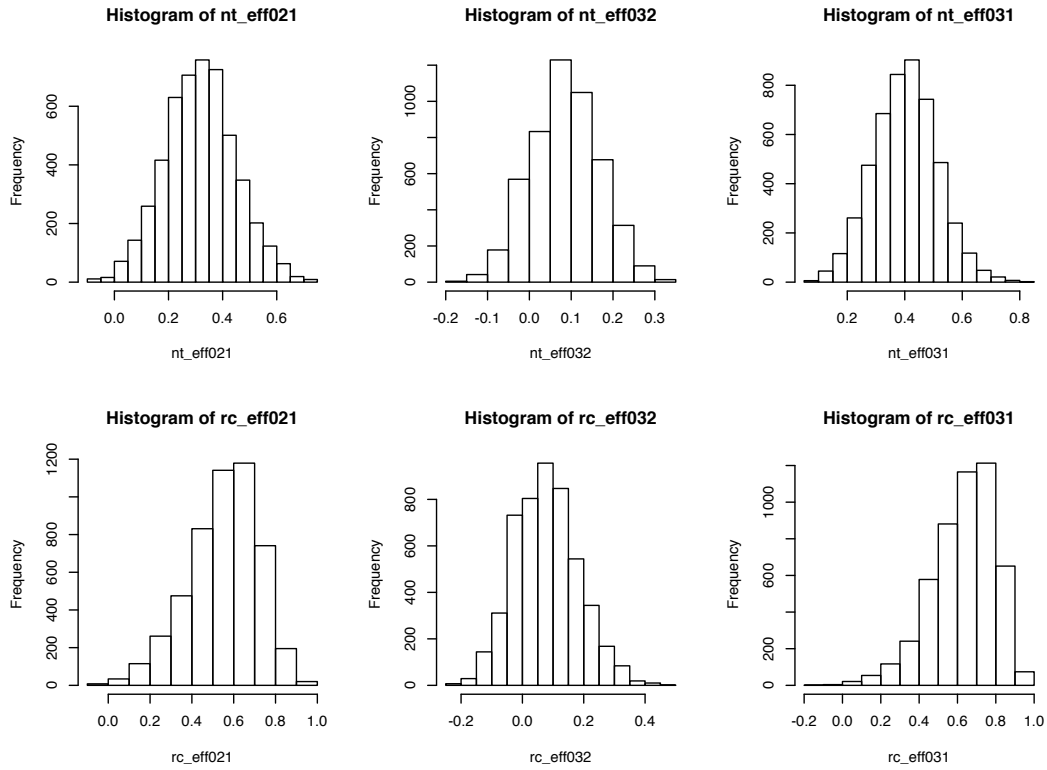 Histogram of nt_eff021
Frequency
0 200 400 600
0.0 0.2 0.4 0.6
nt_eff021
Histogram of nt_eff032
Frequency
0 200 600 1000
-0.2 -0.1 0.0 0.1 0.2 0.3
nt_eff032
Histogram of nt_eff031
Frequency
0 200 400 600 800
0.2 0.4 0.6 0.8
nt_eff031
Histogram of rc_eff021
Frequency
0 200 400 600 800 1200
0.0 0.2 0.4 0.6 0.8 1.0
rc_eff021
Histogram of rc_eff032
Frequency
0 200 400 600 800
-0.2 0.0 0.2 0.4
rc_eff032
Histogram of rc_eff031
Frequency
0 200 600 1000
-0.2 0.0 0.2 0.4 0.6 0.8 1.0
rc_eff031